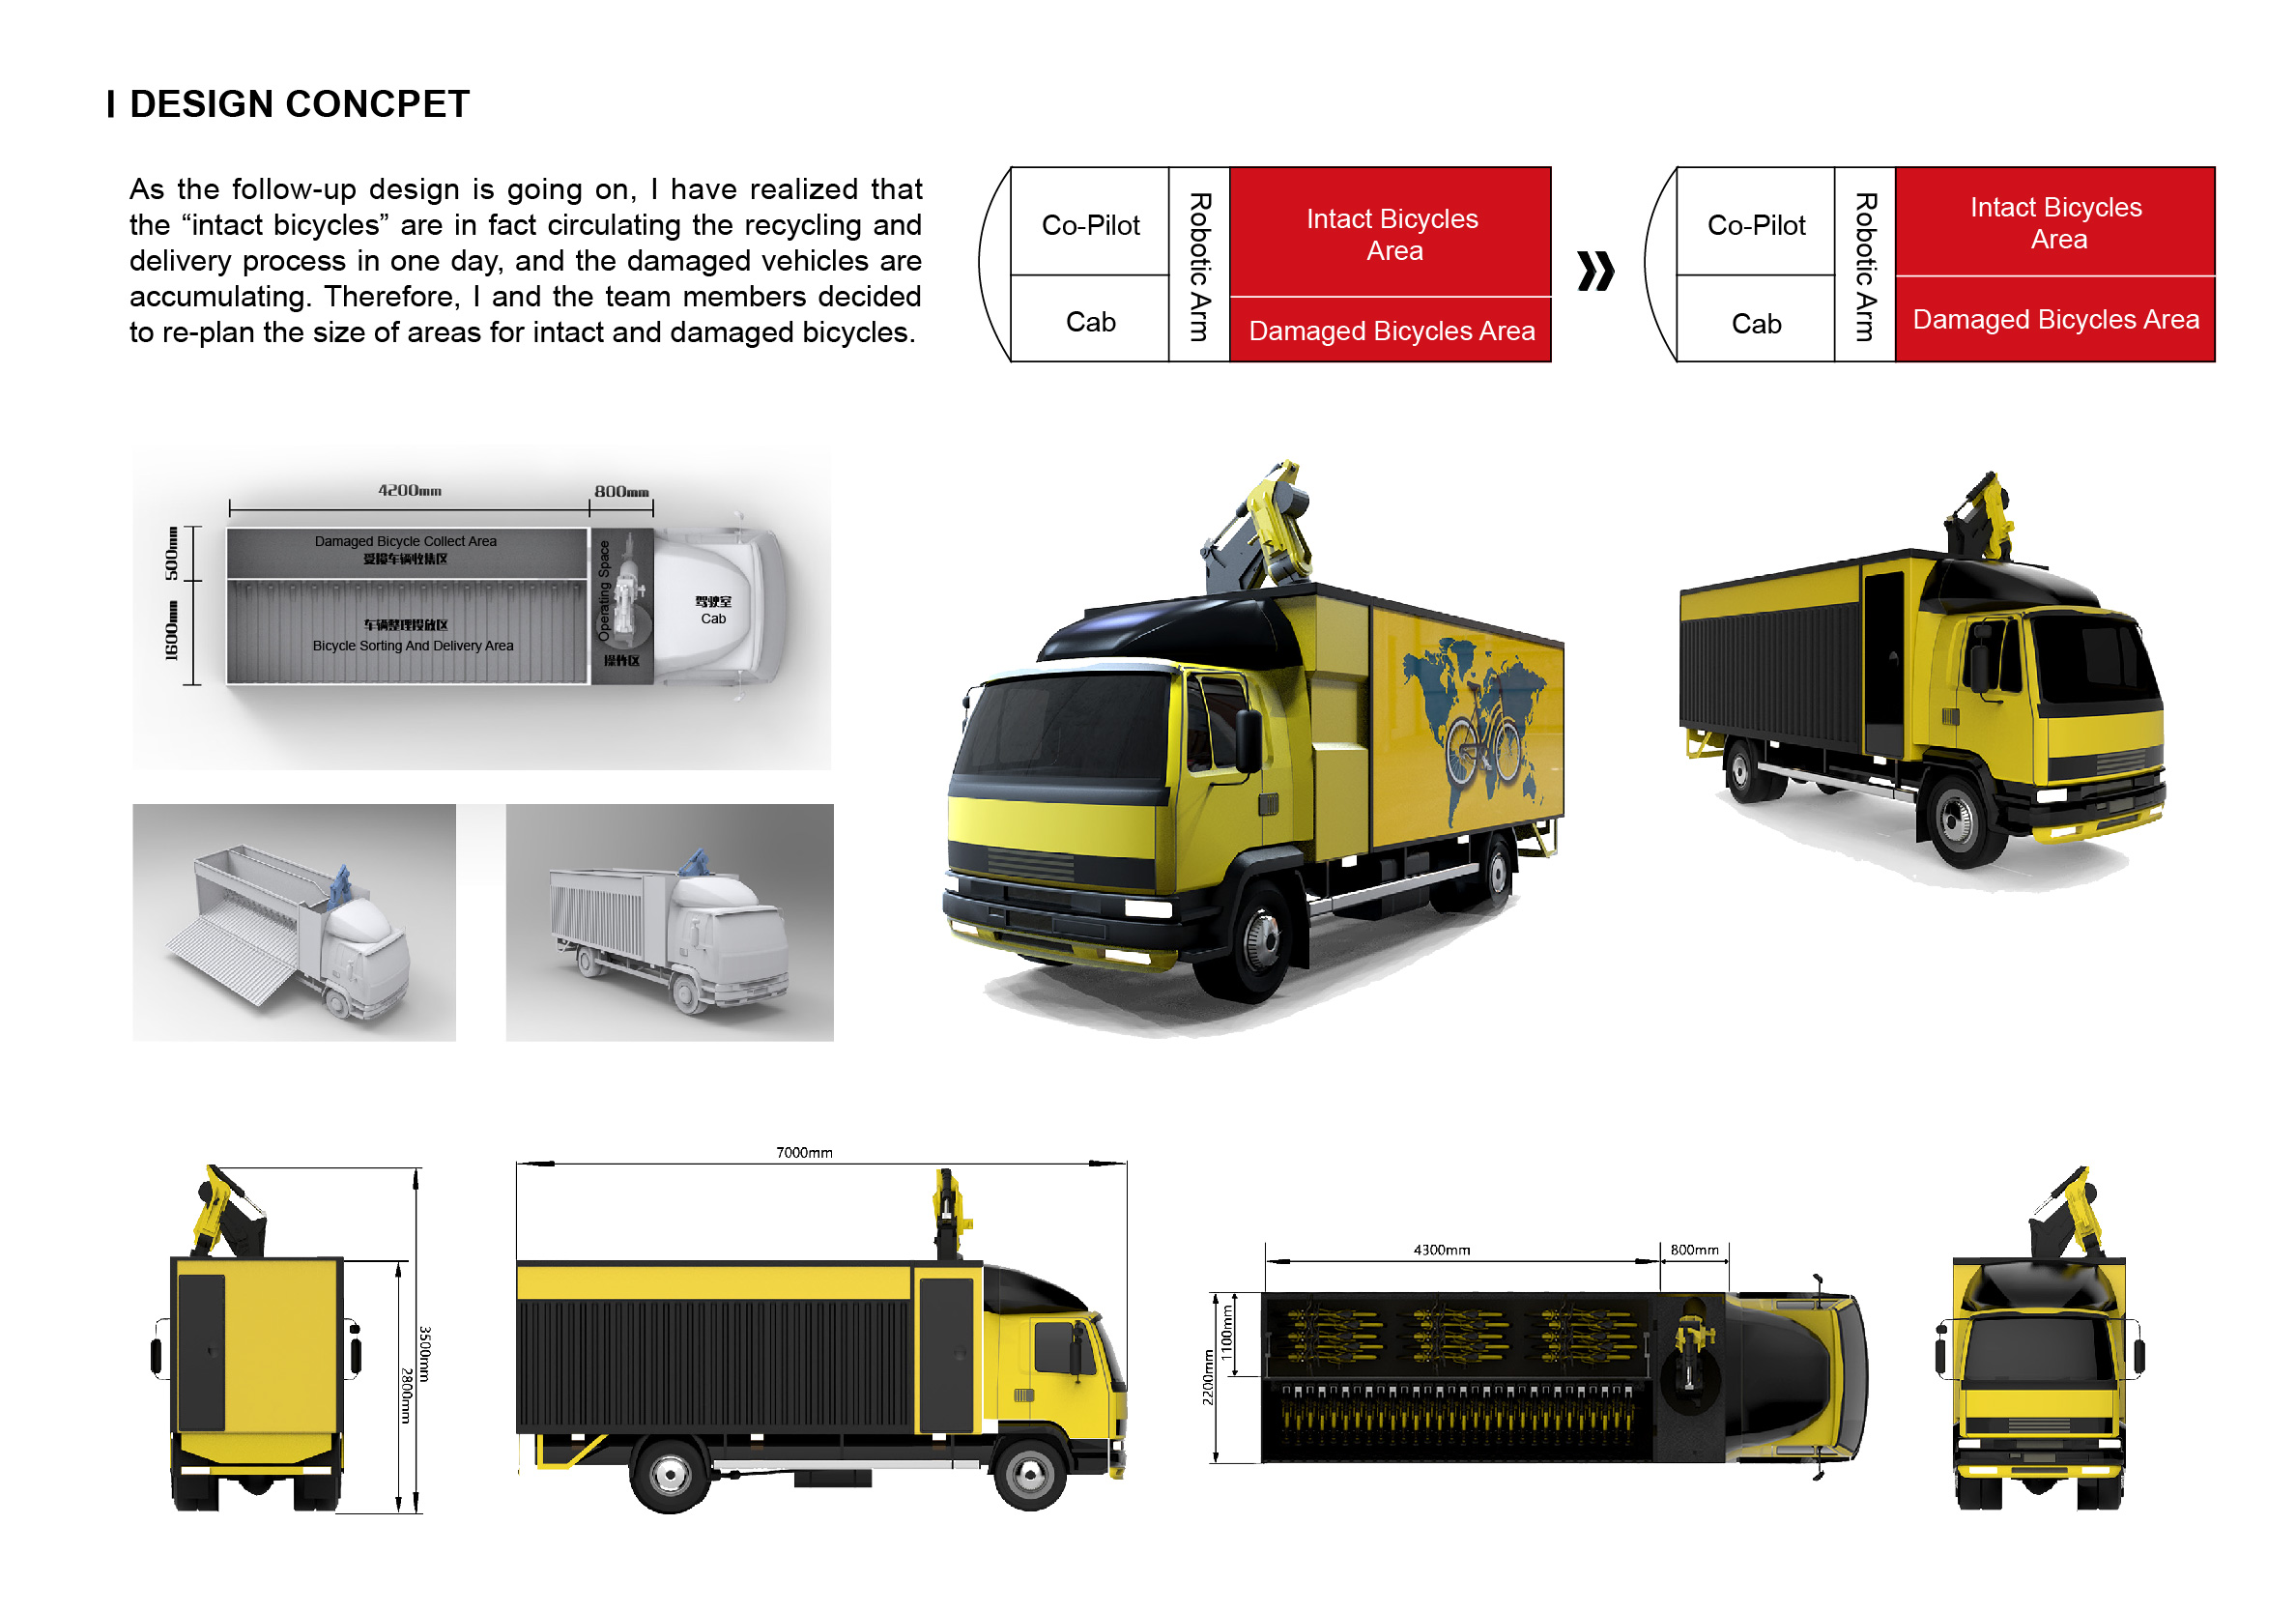 I DESIGN CONCPET
As the follow-up design is going on, I have realized that
the “intact bicycles” are in fact circulating the recycling and
delivery process in one day, and the damaged vehicles are
accumulating. Therefore, I and the team members decided
to re-plan the size of areas for intact and damaged bicycles.
Co-Pilot
Cab
Robotic Arm
Intact Bicycles
Area
Damaged Bicycles Area
»
Co-Pilot
Cab
Robotic Arm
Intact Bicycles
Area
Damaged Bicycles Area
4200mm
800mm
500mm
1600mm
Damaged Bicycle Collect Area
受损车辆收集区
车辆整理投放区
Bicycle Sorting And Delivery Area
Operating Space
操作区
驾驶室
Cab
3500mm
2800mm
7000mm
4300mm
800mm
1100mm
2200mm